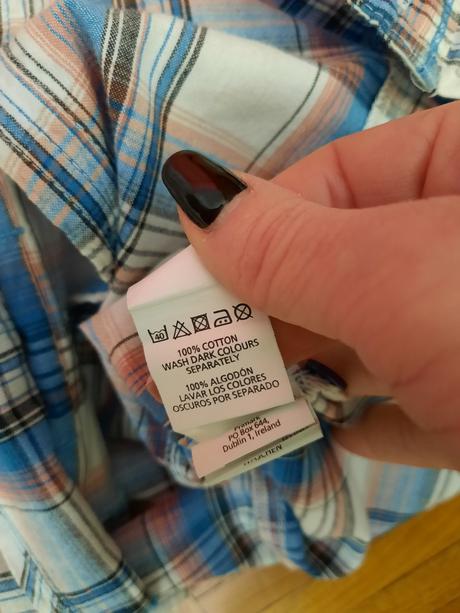 40
100% COTTON
WASH DARK COLOURS
SEPARATELY
100% ALGODÓN
LAVAR LOS COLORES
OSCUROS POR SEPARADO
PO Box 644,
Dublin 1, Ireland